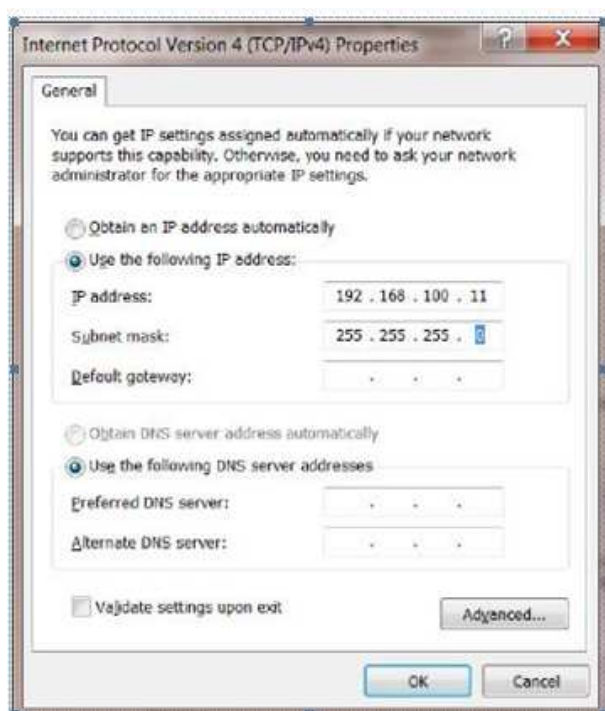 Internet Protocol Version 4 (TCP/IPv4) Properties
?
X
General
You can get IP settings assigned automatically if your network
supports this capability. Otherwise, you need to ask your network
administrator for the appropriate IP settings.
Obtain an IP address automatically
Use the following IP address:
IP address: 192 . 168 . 100 . 11
Subnet mask: 255 . 255 . 255 . 0
Default gateway: . . .
Obtain DNS server address automatically
Use the following DNS server addresses
Preferred DNS server: . . .
Alternate DNS server: . . .
Validate settings upon exit
Advanced...
OK Cancel